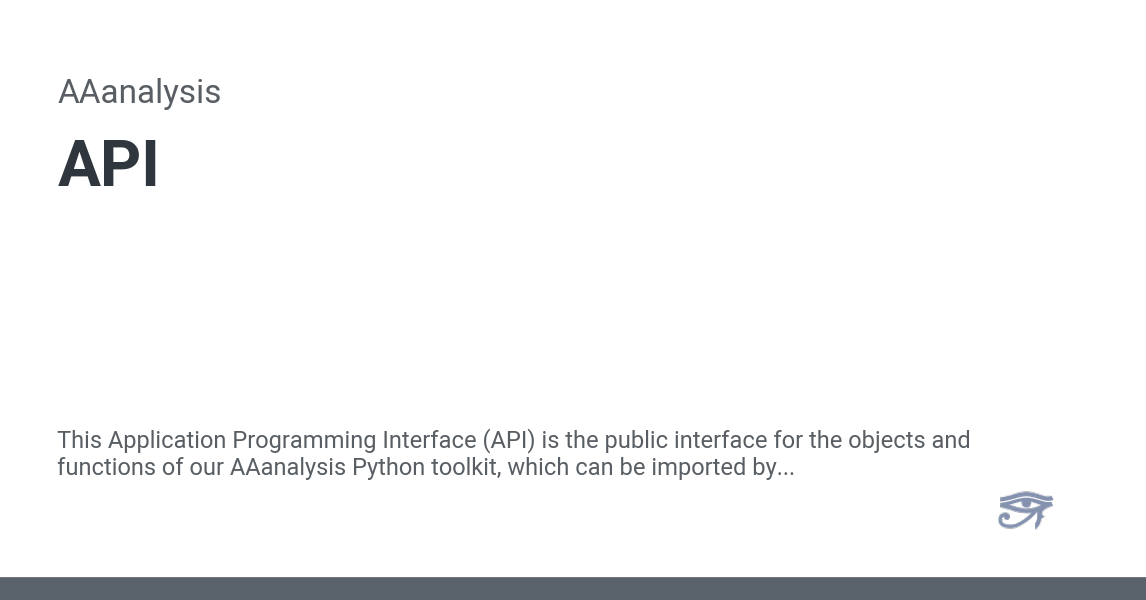 AAanalysis
API
This Application Programming Interface (API) is the public interface for the objects and
functions of our AAanalysis Python toolkit, which can be imported by...